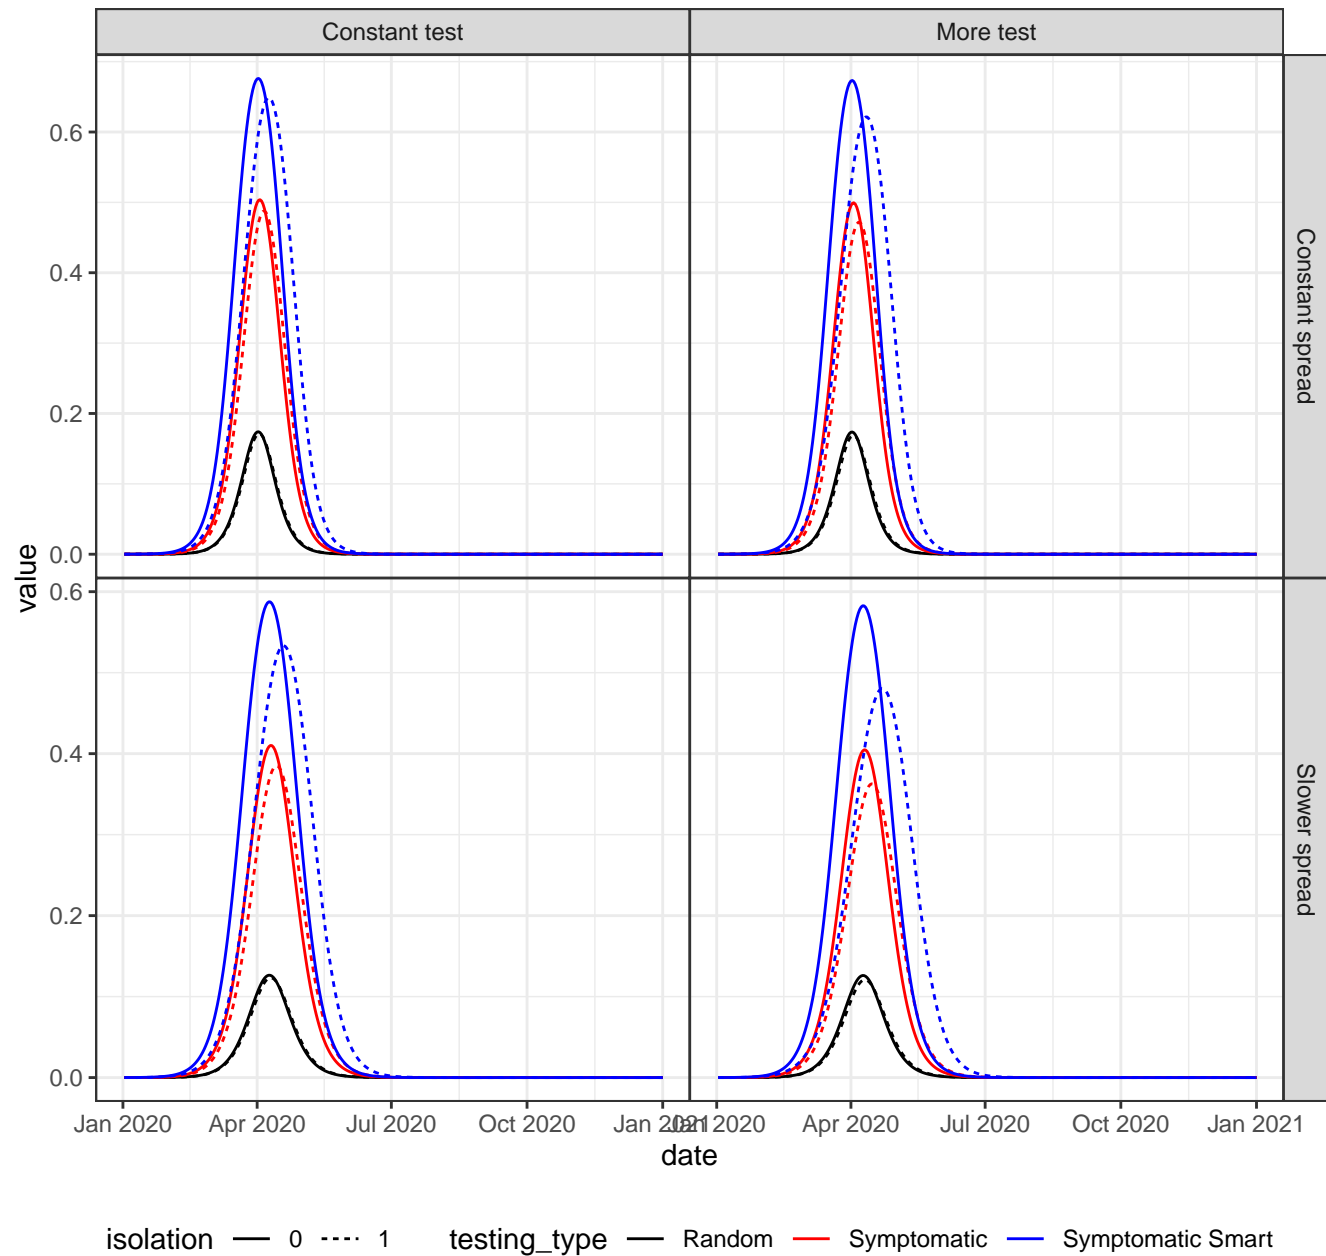 Constant test
More test
Constant spread
Slower spread
value
0.6
0.4
0.2
0.0
0.6
0.4
0.2
0.0
Jan 2020 Apr 2020 Jul 2020 Oct 2020 Jan 2021
Jan 2020 Apr 2020 Jul 2020 Oct 2020 Jan 2021
date
isolation 0 1 testing_type Random Symptomatic Symptomatic Smart